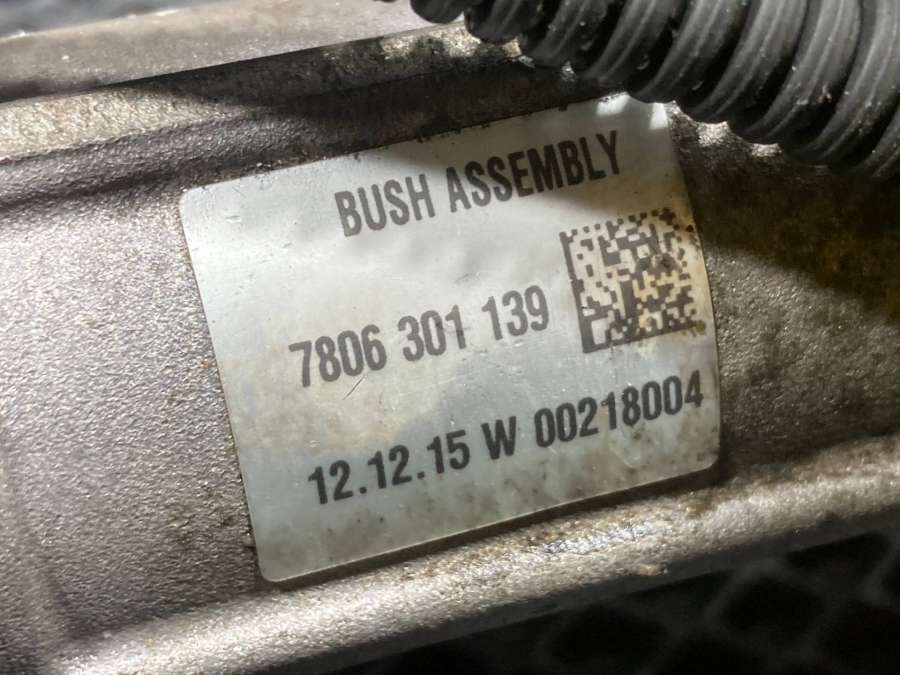 BUSH ASSEMBLY
7806 301 139
12.12.15 W 00218004